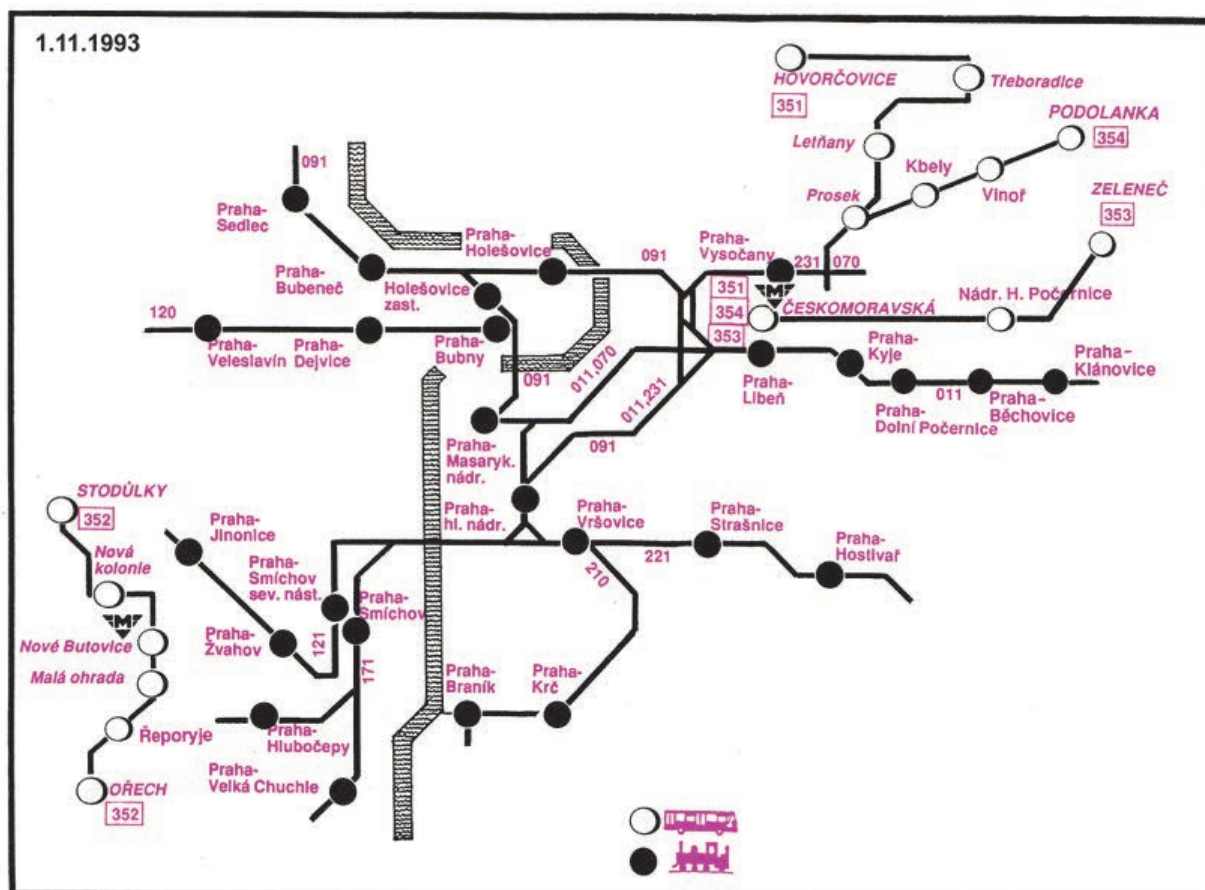 1.11.1993
HOVORČOVICE
351
Třeboradice
PODOLANKA
354
Letňany
Kbely
Vinoř
ZELENEČ
353
Prosek
091
Praha-
Sedlec
Praha-
Holešovice
091
Praha-
Vysočany
231
070
Praha-
Bubeneč
Holešovice
zast.
351
354
353
M
ČESKOMORAVSKÁ
Nádr. H. Počernice
120
Praha-
Veleslavín
Praha-
Dejvice
Praha-
Bubny
091
011,070
011,231
091
Praha-
Libeň
Praha-
Kyje
Praha-
Klánovice
011
Praha-
Dolní Počernice
Praha-
Běchovice
Praha-
Masaryk.
nádr.
STODŮLKY
352
Praha-
Jinonice
Praha-
hl. nádr.
Praha-
Vršovice
Praha-
Strašnice
221
210
Praha-
Hostivař
Nová
kolonie
M
Praha-
Smíchov
sev. nást.
Praha-
Smíchov
Nové Butovice
Praha-
Žvahov
121
171
Malá ohrada
Praha-
Braník
Praha-
Krč
Řeporyje
Praha-
Hlubočepy
OŘECH
352
Praha-
Velká Chuchle